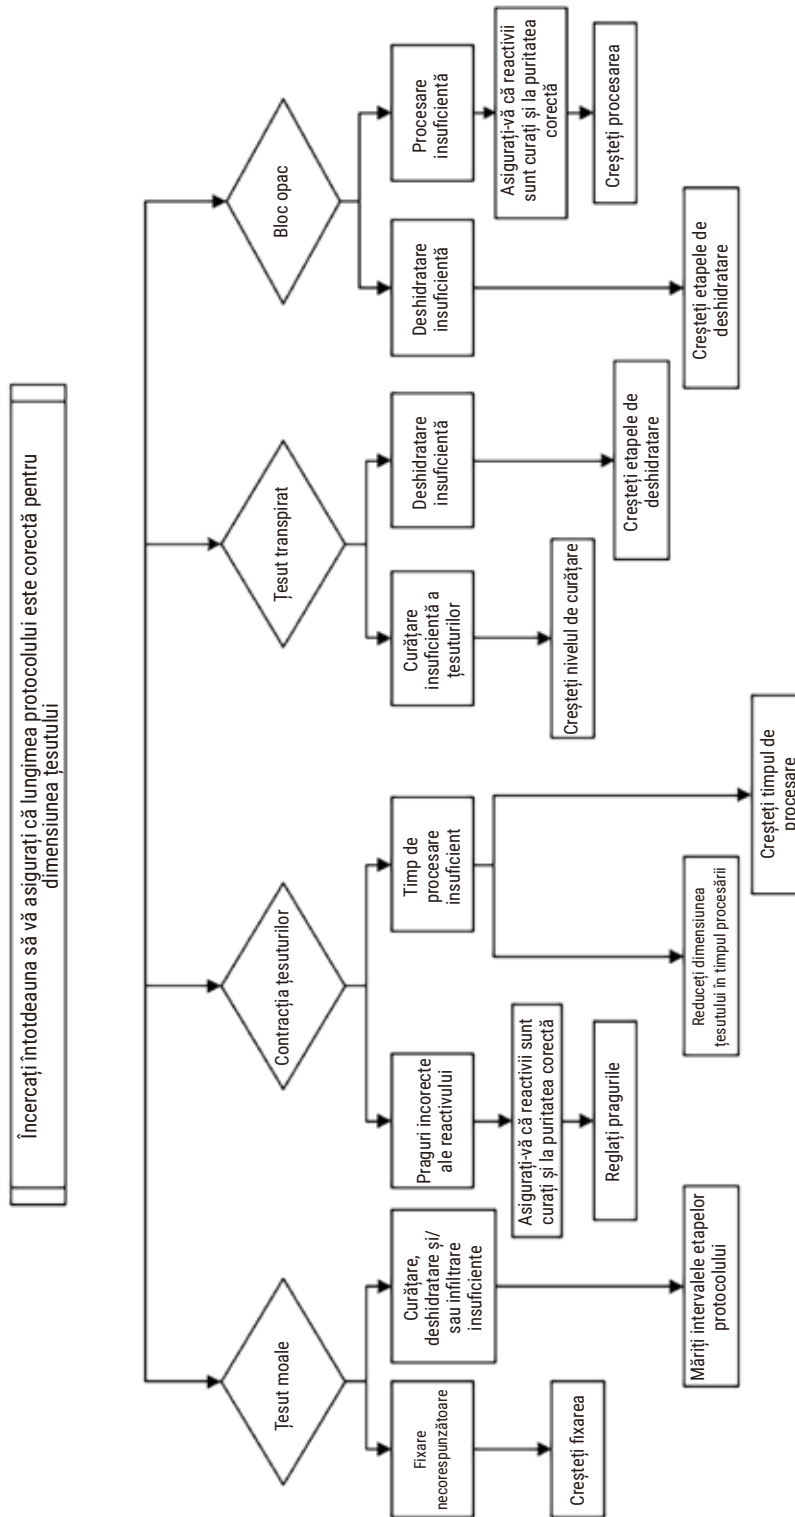 Încercați întotdeauna să vă asigurați că lungimea protocolului este corectă pentru
dimensiunea țesutului
Țesut moale
Fixare
necorespunzătoare
Creșteți fixarea
Curățare,
deshidratare și/
sau infiltrare
insuficiente
Măriți intervalele etapelor
protocolului
Contracția țesuturilor
Praguri incorecte
ale reactivului
Asigurați-vă că reactivii sunt
curați și la puritatea corectă
Reglați pragurile
Timp de
procesare
insuficient
Reduceți dimensiunea
țesutului în timpul procesării
Creșteți timpul de
procesare
Țesut transpirat
Curățare
insuficientă a
țesuturilor
Creșteți nivelul de curățare
Deshidratare
insuficientă
Creșteți etapele de
deshidratare
Bloc opac
Deshidratare
insuficientă
Creșteți etapele de
deshidratare
Procesare
insuficientă
Asigurați-vă că reactivii
sunt curați și la puritatea
corectă
Creșteți procesarea